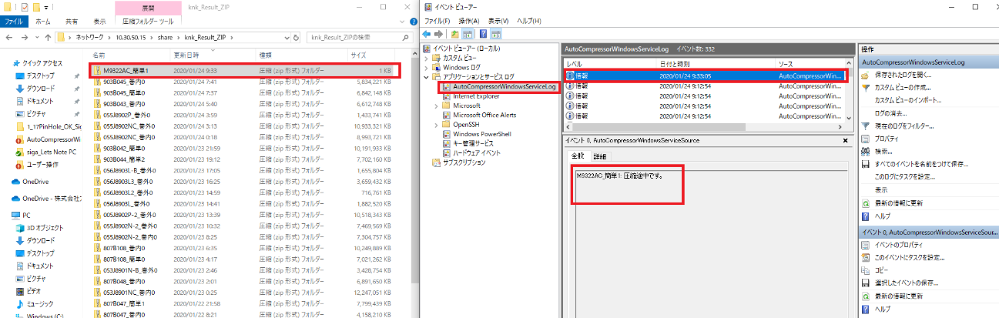 展開
knk_Result_ZIP
ファイル ホーム 共有 表示 圧縮フォルダー ツール
ネットワーク > 10.30.50.15 > share > knk_Result_ZIP
knk_Result_ZIPの検索
クイック アクセス
デスクトップ
ダウンロード
ドキュメント
ピクチャ
1_17PinHole_OK_Sic
AutoCompressorWi
siga_Lets Note PC
ユーザー操作
OneDrive
OneDrive - 株式会社ア
PC
3D オブジェクト
ダウンロード
デスクトップ
ドキュメント
ピクチャ
ビデオ
ミュージック
Windows (C:)
名前 更新日時 種類 サイズ
M9322AC_簡単1 2020/01/24 9:33 圧縮 (zip 形式) フォルダー 1 KB
903B045_巻内0 2020/01/24 7:41 圧縮 (zip 形式) フォルダー 5,834,221 KB
903B045_簡単0 2020/01/24 7:37 圧縮 (zip 形式) フォルダー 6,842,148 KB
903B043_簡単0 2020/01/24 5:40 圧縮 (zip 形式) フォルダー 6,612,748 KB
055J8902P_巻外0 2020/01/24 3:59 圧縮 (zip 形式) フォルダー 1,433,741 KB
055J8902NC_巻外0 2020/01/24 3:13 圧縮 (zip 形式) フォルダー 10,933,321 KB
055J8902NC_巻内0 2020/01/24 0:18 圧縮 (zip 形式) フォルダー 8,993,721 KB
903B042_簡単0 2020/01/23 21:59 圧縮 (zip 形式) フォルダー 10,191,933 KB
903B044_簡単2 2020/01/23 19:12 圧縮 (zip 形式) フォルダー 7,702,160 KB
056J8903L-B_巻外0 2020/01/23 17:05 圧縮 (zip 形式) フォルダー 1,655,804 KB
056J8903L3_巻外0 2020/01/23 16:25 圧縮 (zip 形式) フォルダー 3,659,432 KB
056J8903L2_巻外0 2020/01/23 14:59 圧縮 (zip 形式) フォルダー 716,761 KB
056J8903L_巻外0 2020/01/23 14:41 圧縮 (zip 形式) フォルダー 1,882,520 KB
055J8902P-2_巻外0 2020/01/23 13:39 圧縮 (zip 形式) フォルダー 10,518,343 KB
055J8902N-2_巻外0 2020/01/23 10:32 圧縮 (zip 形式) フォルダー 7,469,569 KB
055J8902N-2_巻内0 2020/01/23 8:25 圧縮 (zip 形式) フォルダー 7,304,757 KB
807B108_巻内0 2020/01/23 6:35 圧縮 (zip 形式) フォルダー 10,249,889 KB
807B108_簡単0 2020/01/23 4:17 圧縮 (zip 形式) フォルダー 7,021,262 KB
053J8901N-B_巻外0 2020/01/23 2:46 圧縮 (zip 形式) フォルダー 3,428,754 KB
807B048_巻内0 2020/01/23 2:01 圧縮 (zip 形式) フォルダー 6,891,650 KB
053J8901NC_巻内0 2020/01/23 0:25 圧縮 (zip 形式) フォルダー 12,247,051 KB
807B047_簡単1 2020/01/22 21:58 圧縮 (zip 形式) フォルダー 7,799,439 KB
807B047_巻内0 2020/01/22 8:21 圧縮 (zip 形式) フォルダー 4,158,210 KB
イベント ビューアー
ファイル(F) 操作(A) 表示(V) ヘルプ(H)
イベント ビューアー (ローカル)
カスタム ビュー
Windows ログ
アプリケーションとサービス ログ
AutoCompressorWindowsServiceLog
Internet Explorer
Microsoft
Microsoft Office Alerts
OpenSSH
Windows PowerShell
キー管理サービス
ハードウェア イベント
サブスクリプション
AutoCompressorWindowsServiceLog イベント数: 332
レベル 日付と時刻 ソース
情報 2020/01/24 9:33:05 AutoCompressorWin...
情報 2020/01/24 9:12:54 AutoCompressorWin...
情報 2020/01/24 9:12:54 AutoCompressorWin...
情報 2020/01/24 9:12:54 AutoCompressorWin...
情報 2020/01/24 9:12:54 AutoCompressorWin...
イベント 0, AutoCompressorWindowsServiceSource
全般 詳細
M9322AC_簡単1: 圧縮途中です。
操作
AutoCompressorWindowsServiceLog
保存されたログを開く...
カスタム ビューの作成...
カスタム ビューのインポート...
ログの消去...
現在のログをフィルター...
プロパティ
検索...
すべてのイベントを名前をつけて保存...
このログにタスクを設定...
表示
最新の情報に更新
ヘルプ
イベント 0, AutoCompressorWindowsServiceSour...
イベントのプロパティ
このイベントにタスクを設定...
コピー
選択したイベントの保存...
最新の情報に更新
ヘルプ